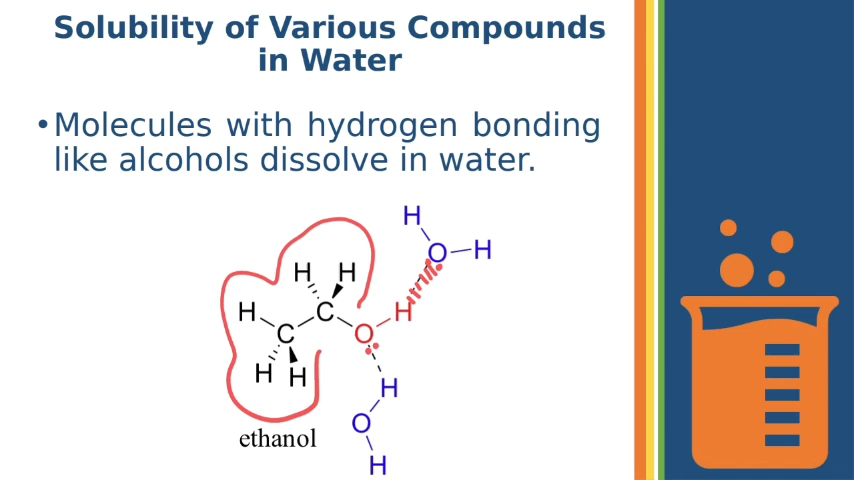 Solubility of Various Compounds
in Water
•Molecules with hydrogen bonding
like alcohols dissolve in water.
H
O H
H H
H C H
C O
H H H
O
ethanol
H